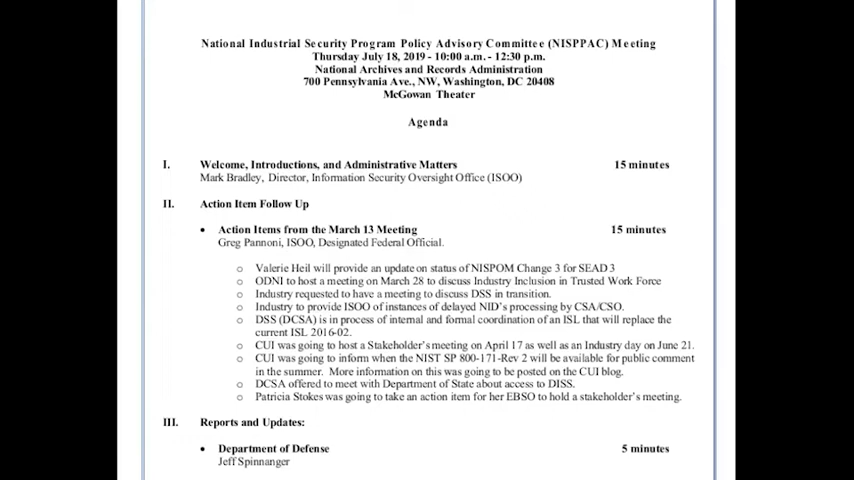 National Industrial Security Program Policy Advisory Committee (NISPPAC) Meeting
Thursday July 18, 2019 - 10:00 a.m. - 12:30 p.m.
National Archives and Records Administration
700 Pennsylvania Ave., NW, Washington, DC 20408
McGowan Theater
Agenda
I. Welcome, Introductions, and Administrative Matters 15 minutes
Mark Bradley, Director, Information Security Oversight Office (ISOO)
II. Action Item Follow Up
• Action Items from the March 13 Meeting 15 minutes
Greg Pannoni, ISOO, Designated Federal Official.
o Valerie Heil will provide an update on status of NISPOM Change 3 for SEAD 3
o ODNI to host a meeting on March 28 to discuss Industry Inclusion in Trusted Work Force
o Industry requested to have a meeting to discuss DSS in transition.
o Industry to provide ISOO of instances of delayed NID's processing by CSA/CSO.
o DSS (DCSA) is in process of internal and formal coordination of an ISL that will replace the
current ISL 2016-02.
o CUI was going to host a Stakeholder's meeting on April 17 as well as an Industry day on June 21.
o CUI was going to inform when the NIST SP 800-171-Rev 2 will be available for public comment
in the summer. More information on this was going to be posted on the CUI blog.
o DCSA offered to meet with Department of State about access to DISS.
o Patricia Stokes was going to take an action item for her EBSO to hold a stakeholder's meeting.
III. Reports and Updates:
• Department of Defense 5 minutes
Jeff Spinnanger